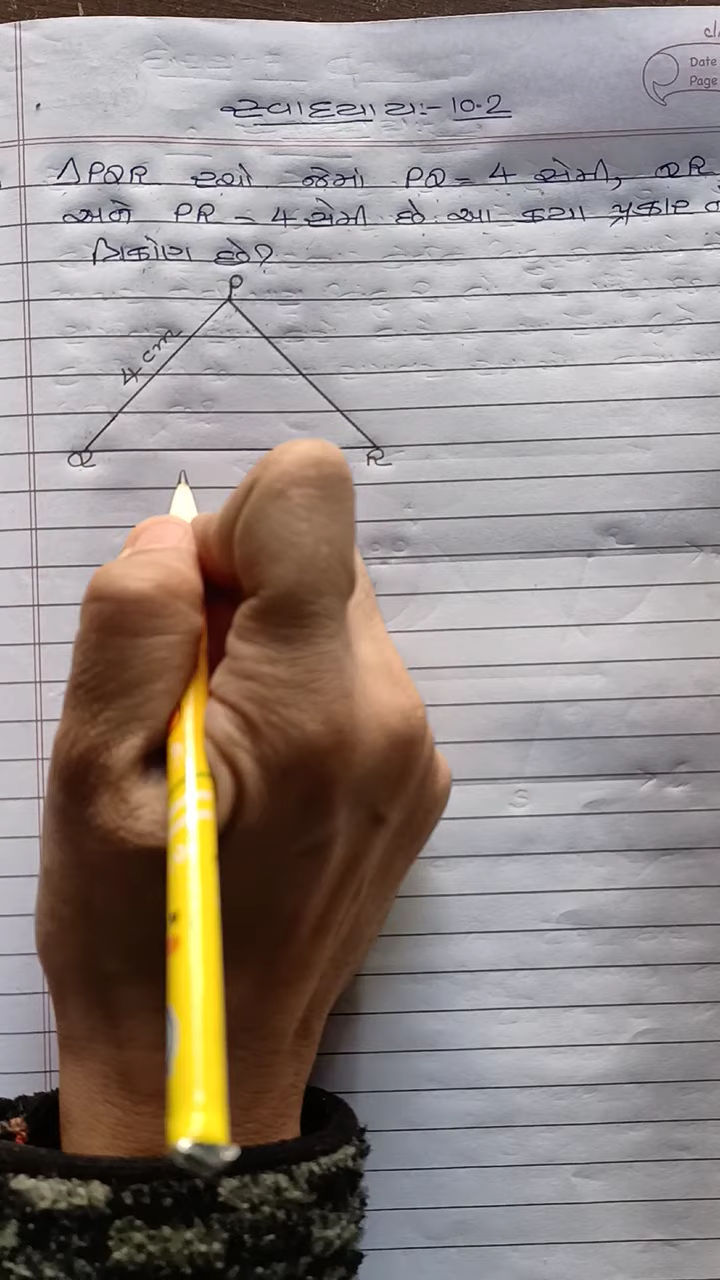 સ્વાધ્યાય:- 10.2
Date
Page
ΔPQR રચો જેમાં PQ = 4 સેમી, QR
અને PR = 4 સેમી છે. આ કયા પ્રકાર નો
ત્રિકોણ છે?
P
4 cm
Q
R